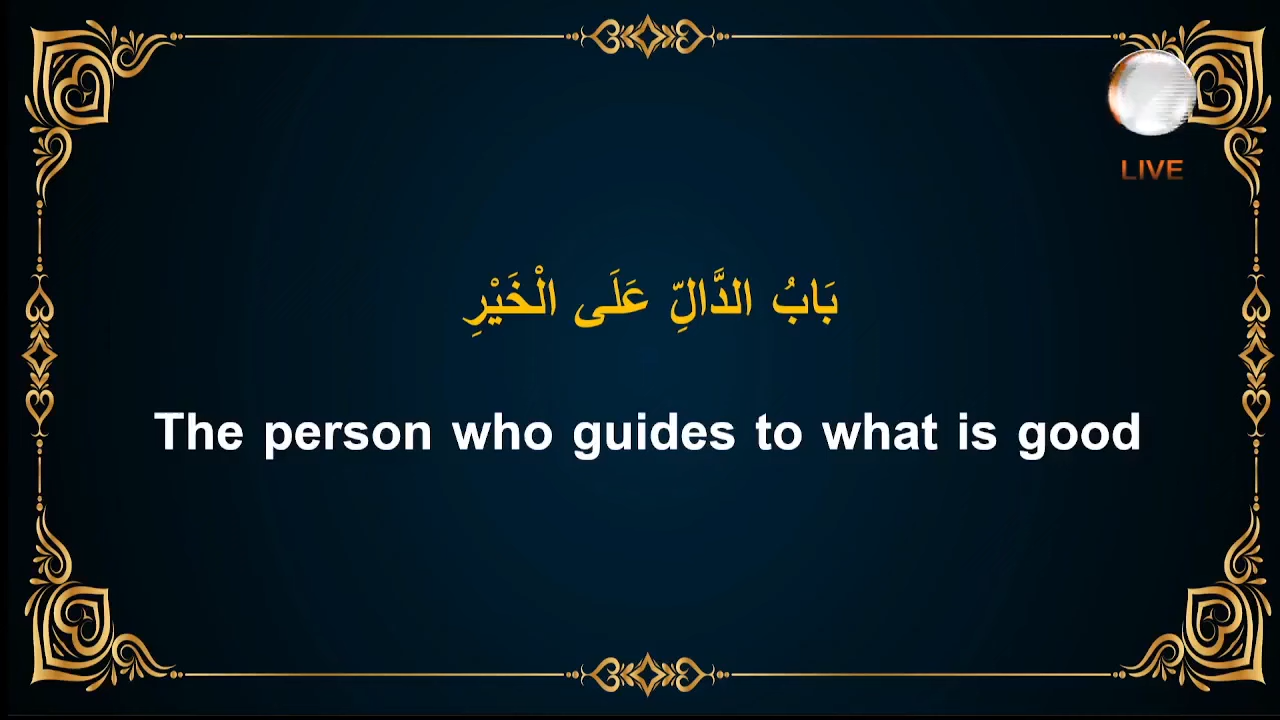 LIVE
بَابُ الدَّالِّ عَلَى الْخَيْرِ
The person who guides to what is good